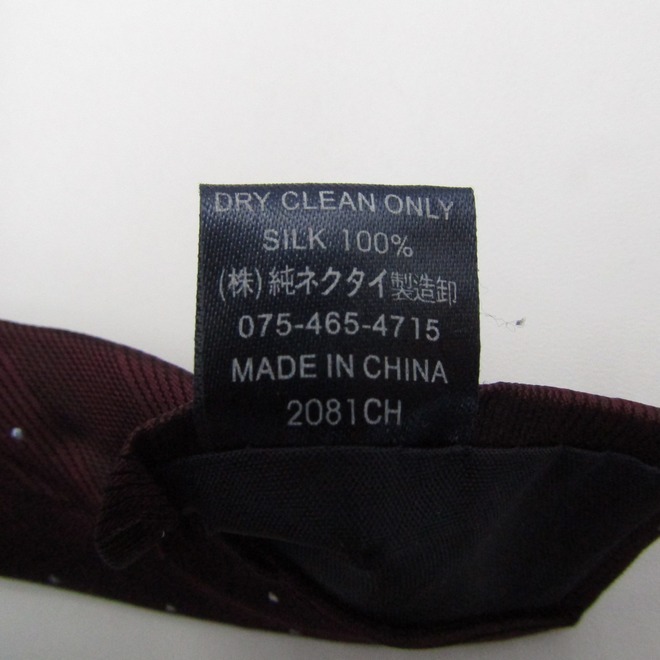 DRY CLEAN ONLY
SILK 100%
(株)純ネクタイ製造卸
075-465-4715
MADE IN CHINA
2081CH